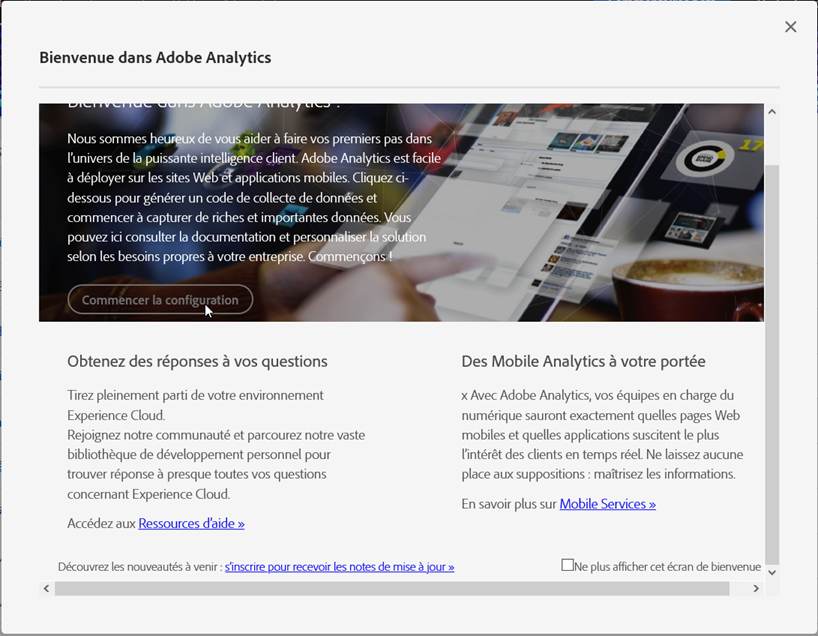 Bienvenue dans Adobe Analytics
Bienvenue dans Adobe Analytics !
Nous sommes heureux de vous aider à faire vos premiers pas dans
l'univers de la puissante intelligence client. Adobe Analytics est facile
à déployer sur les sites Web et applications mobiles. Cliquez ci-
dessous pour générer un code de collecte de données et
commencer à capturer de riches et importantes données. Vous
pouvez ici consulter la documentation et personnaliser la solution
selon les besoins propres à votre entreprise. Commençons !
Commencer la configuration
Obtenez des réponses à vos questions
Tirez pleinement parti de votre environnement
Experience Cloud.
Rejoignez notre communauté et parcourez notre vaste
bibliothèque de développement personnel pour
trouver réponse à presque toutes vos questions
concernant Experience Cloud.
Accédez aux Ressources d'aide »
Des Mobile Analytics à votre portée
x Avec Adobe Analytics, vos équipes en charge du
numérique sauront exactement quelles pages Web
mobiles et quelles applications suscitent le plus
l'intérêt des clients en temps réel. Ne laissez aucune
place aux suppositions : maîtrisez les informations.
En savoir plus sur Mobile Services »
Découvrez les nouveautés à venir : s'inscrire pour recevoir les notes de mise à jour »
Ne plus afficher cet écran de bienvenue